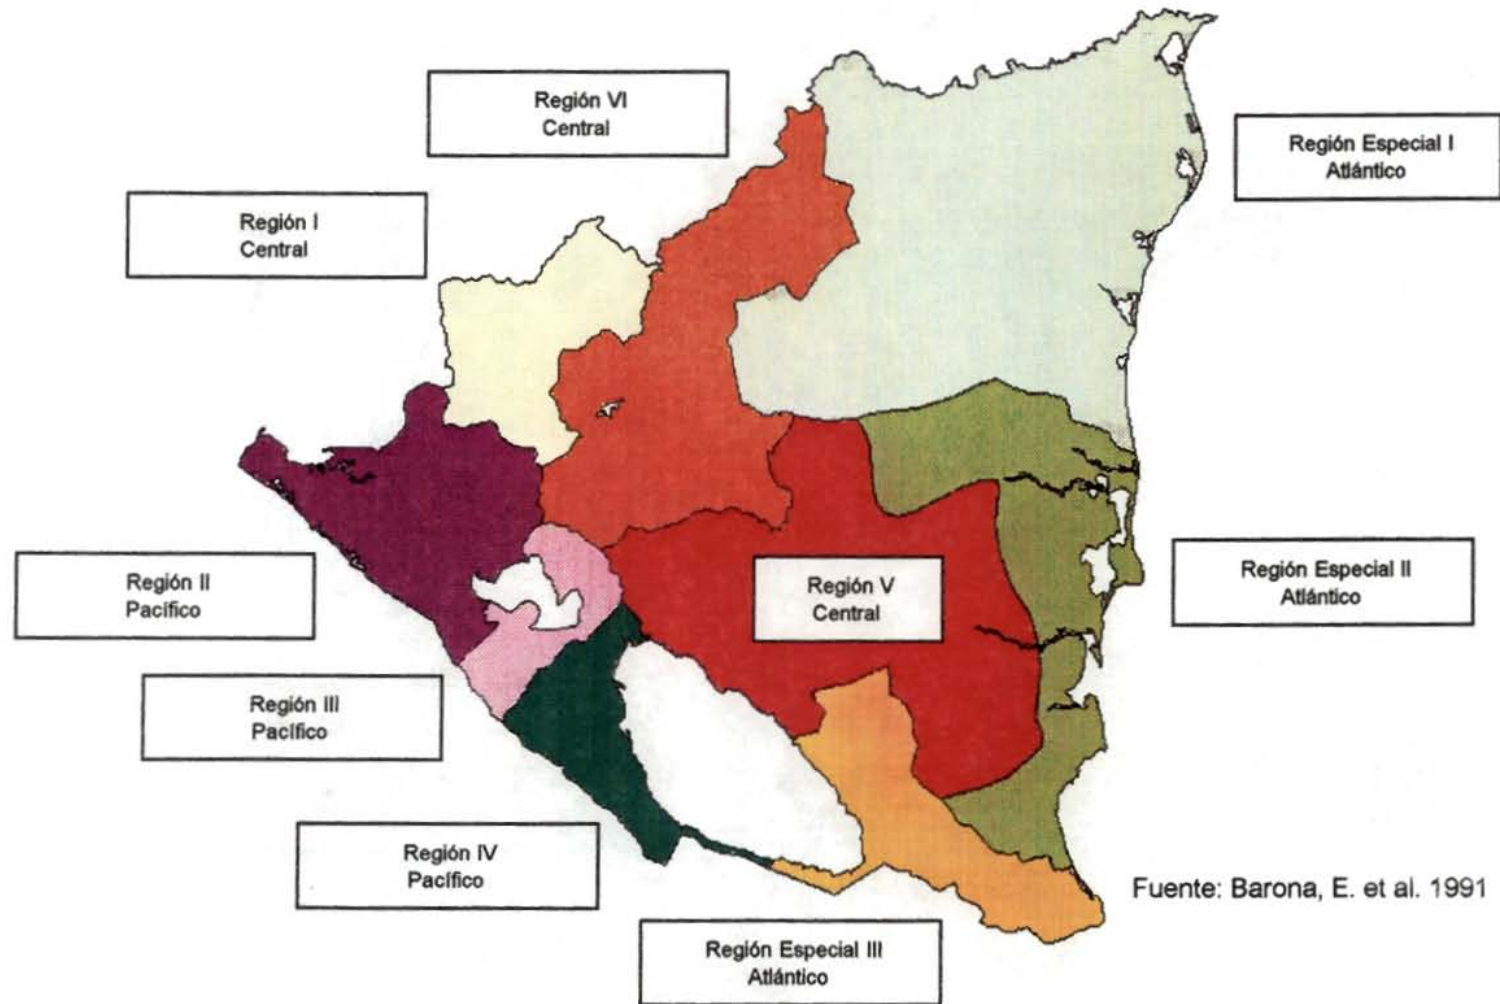 Región VI
Central
Región Especial I
Atlántico
Región I
Central
Región II
Pacífico
Región V
Central
Región Especial II
Atlántico
Región III
Pacífico
Región IV
Pacífico
Fuente: Barona, E. et al. 1991
Región Especial III
Atlántico